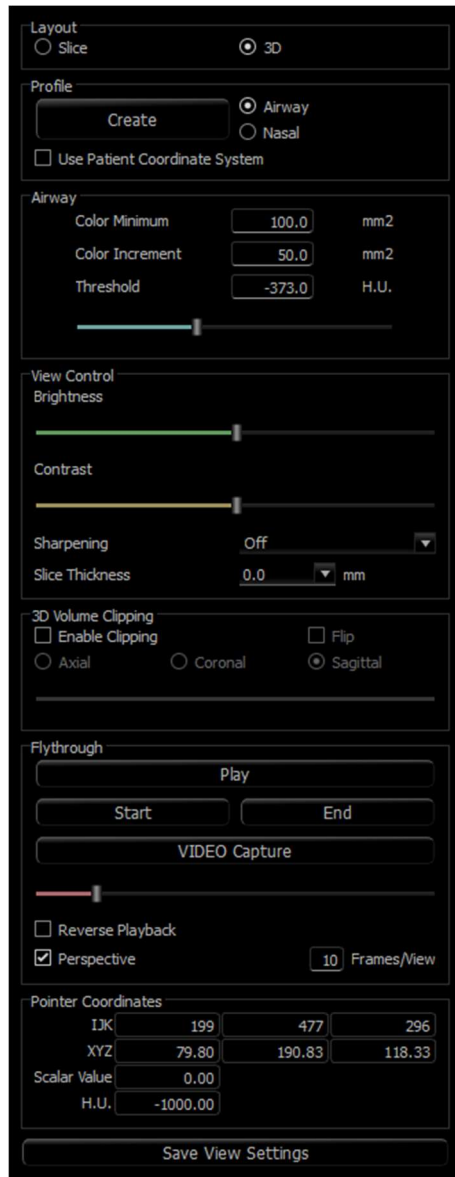 Layout
Slice 3D
Profile
Create Airway
Nasal
Use Patient Coordinate System
Airway
Color Minimum 100.0 mm2
Color Increment 50.0 mm2
Threshold -373.0 H.U.
View Control
Brightness
Contrast
Sharpening Off
Slice Thickness 0.0 mm
3D Volume Clipping
Enable Clipping Flip
Axial Coronal Sagittal
Flythrough
Play
Start End
VIDEO Capture
Reverse Playback
Perspective 10 Frames/View
Pointer Coordinates
IJK 199 477 296
XYZ 79.80 190.83 118.33
Scalar Value 0.00
H.U. -1000.00
Save View Settings